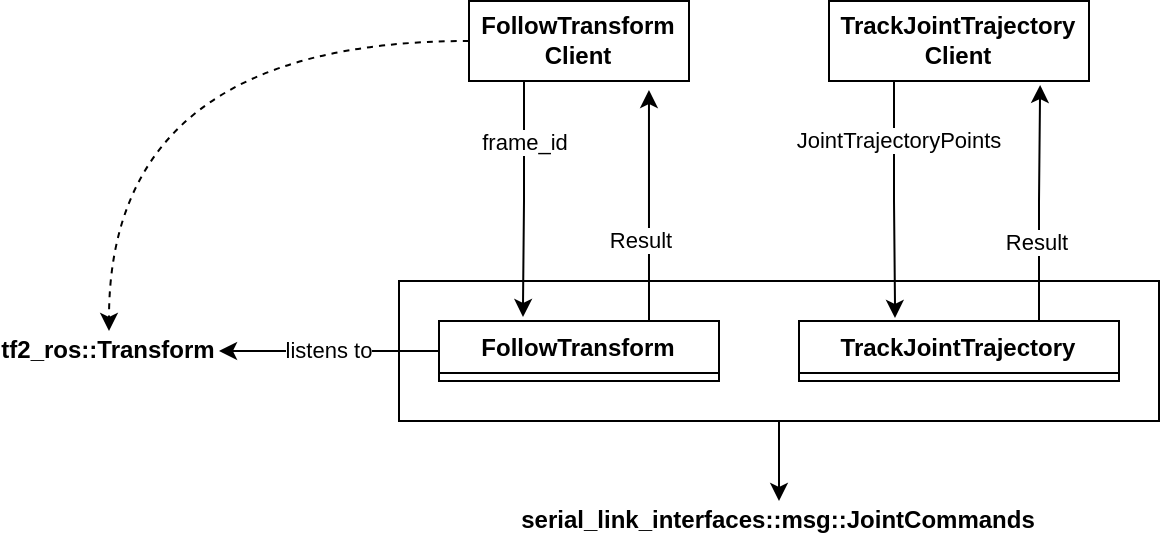 FollowTransform
Client
TrackJointTrajectory
Client
frame_id
JointTrajectoryPoints
Result
Result
tf2_ros::Transform
listens to
FollowTransform
TrackJointTrajectory
serial_link_interfaces::msg::JointCommands